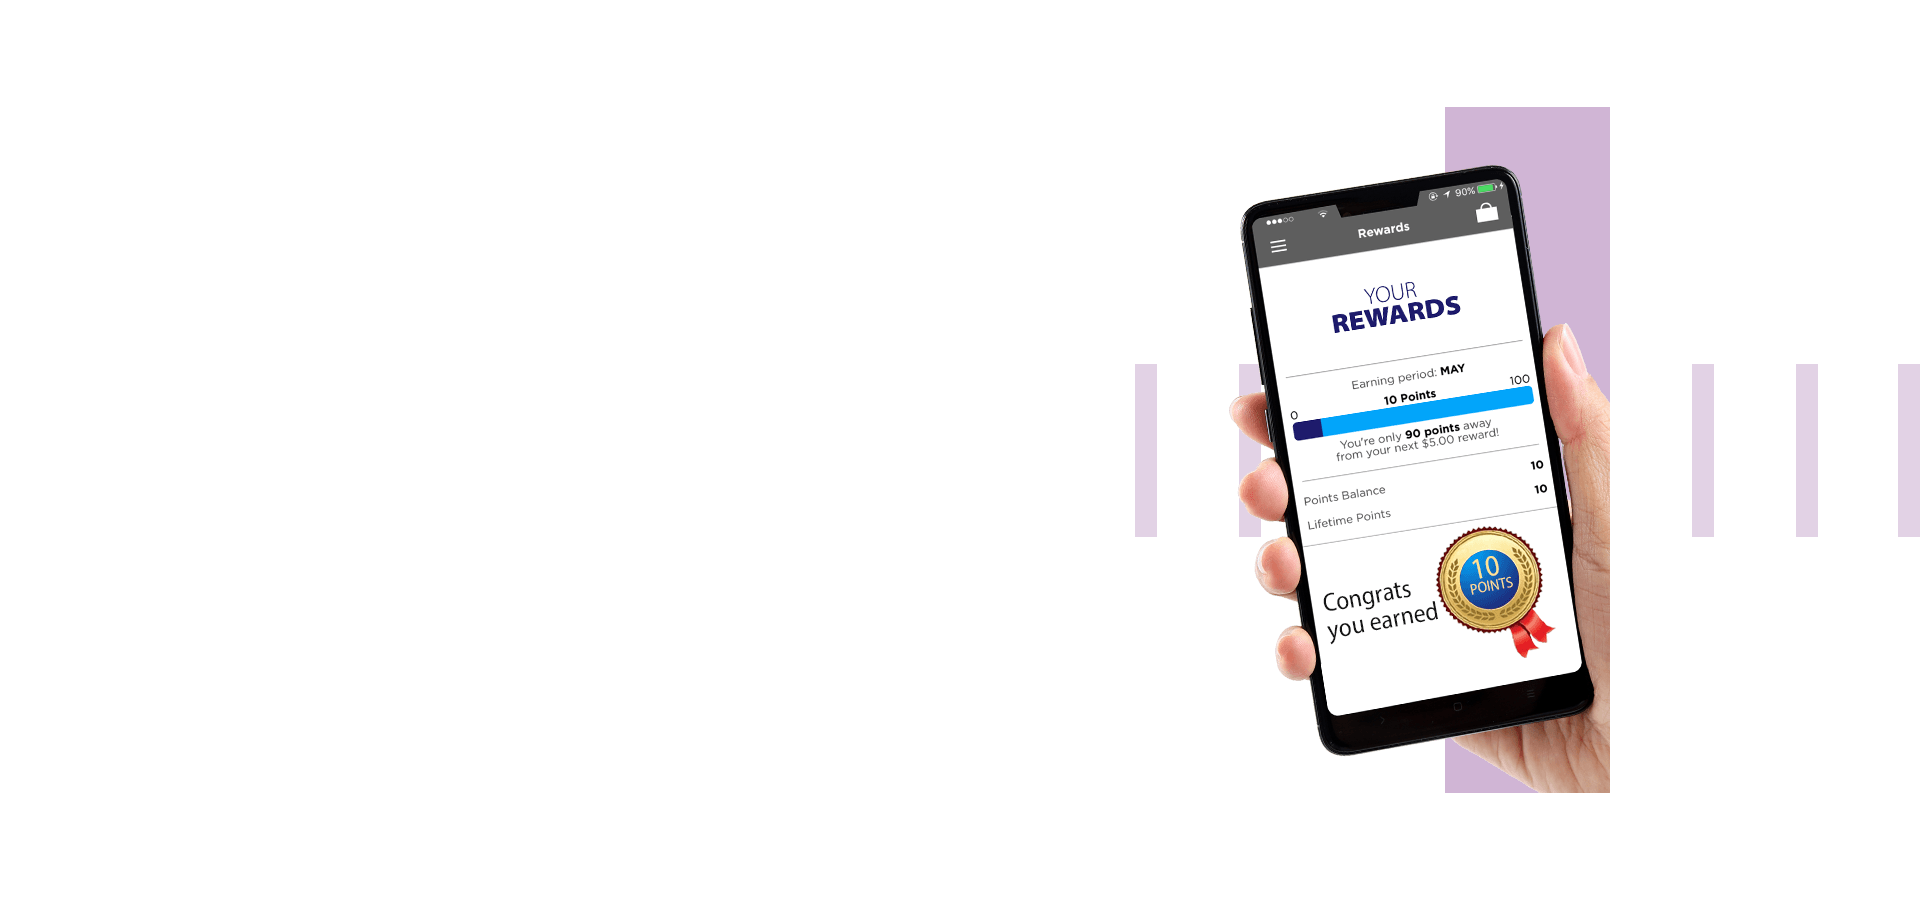 90%
Rewards
YOUR
REWARDS
Earning period: MAY
10 Points
0
100
You're only 90 points away
from your next $5.00 reward!
Points Balance 10
Lifetime Points 10
Congrats
you earned
10
POINTS